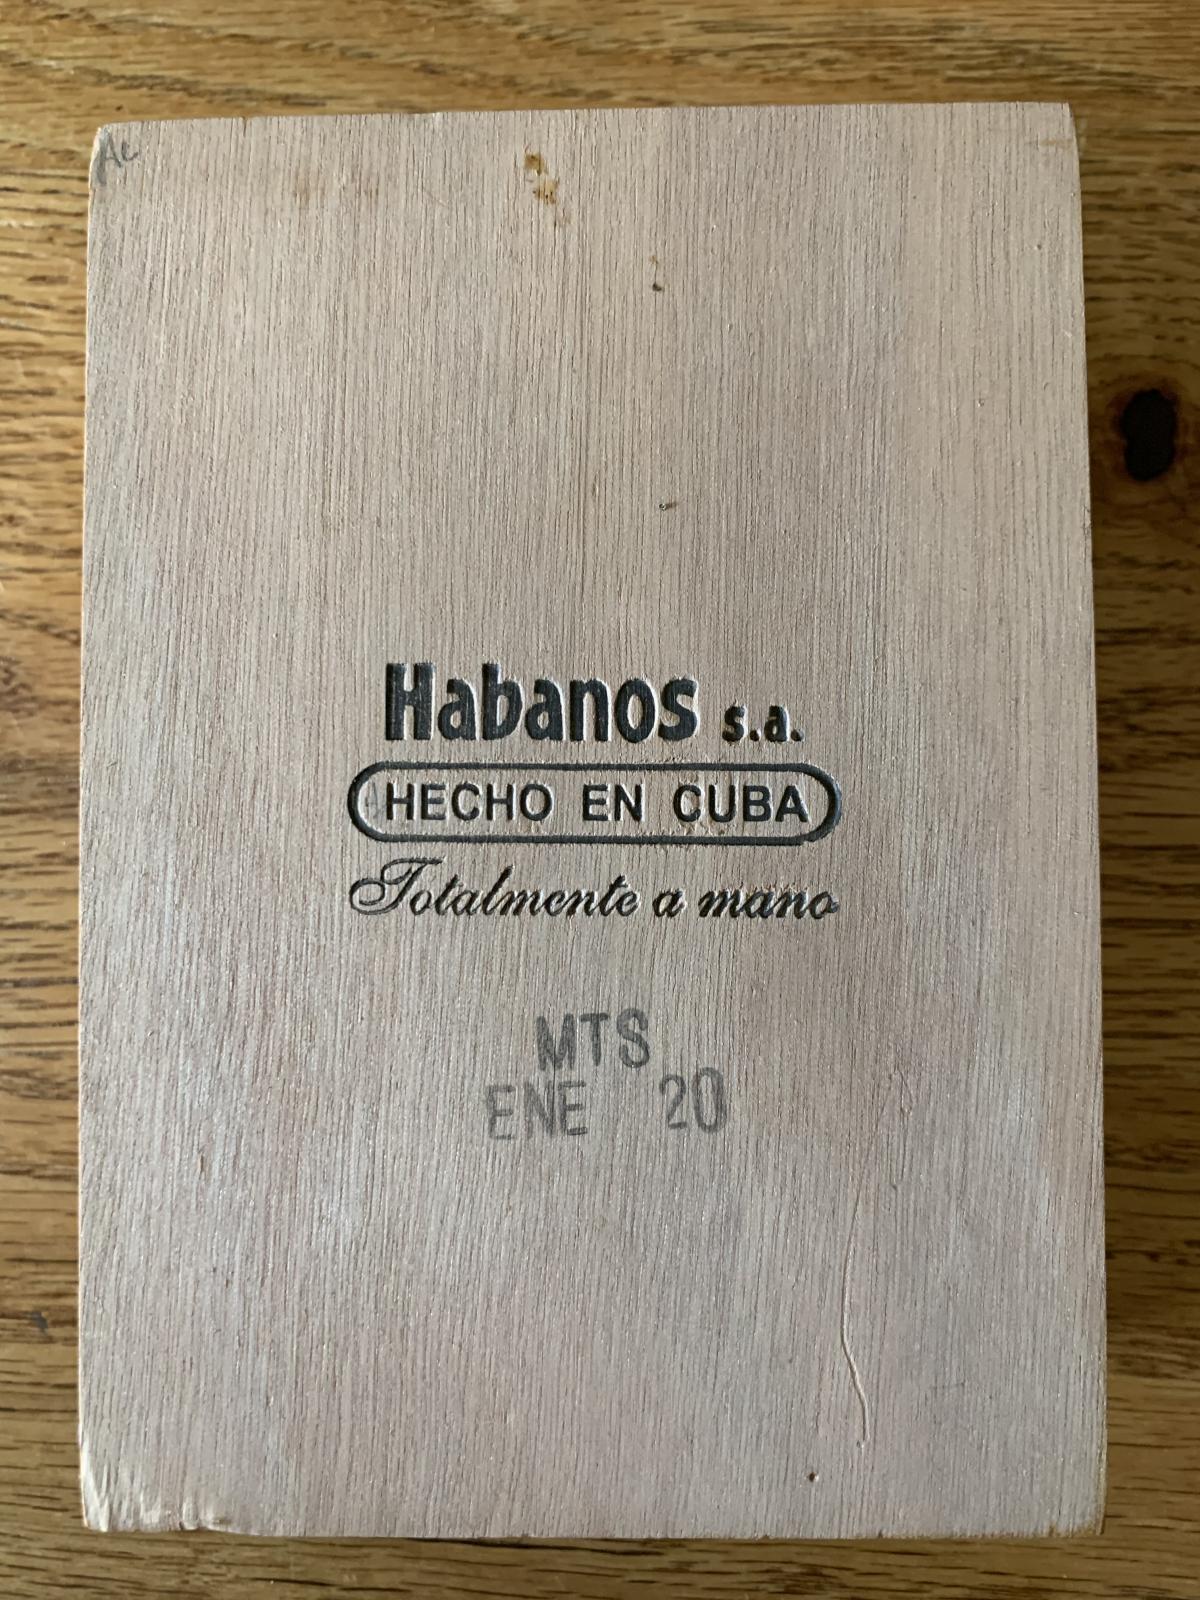 Habanos s.a.
HECHO EN CUBA
Totalmente a mano
MTS
ENE 20